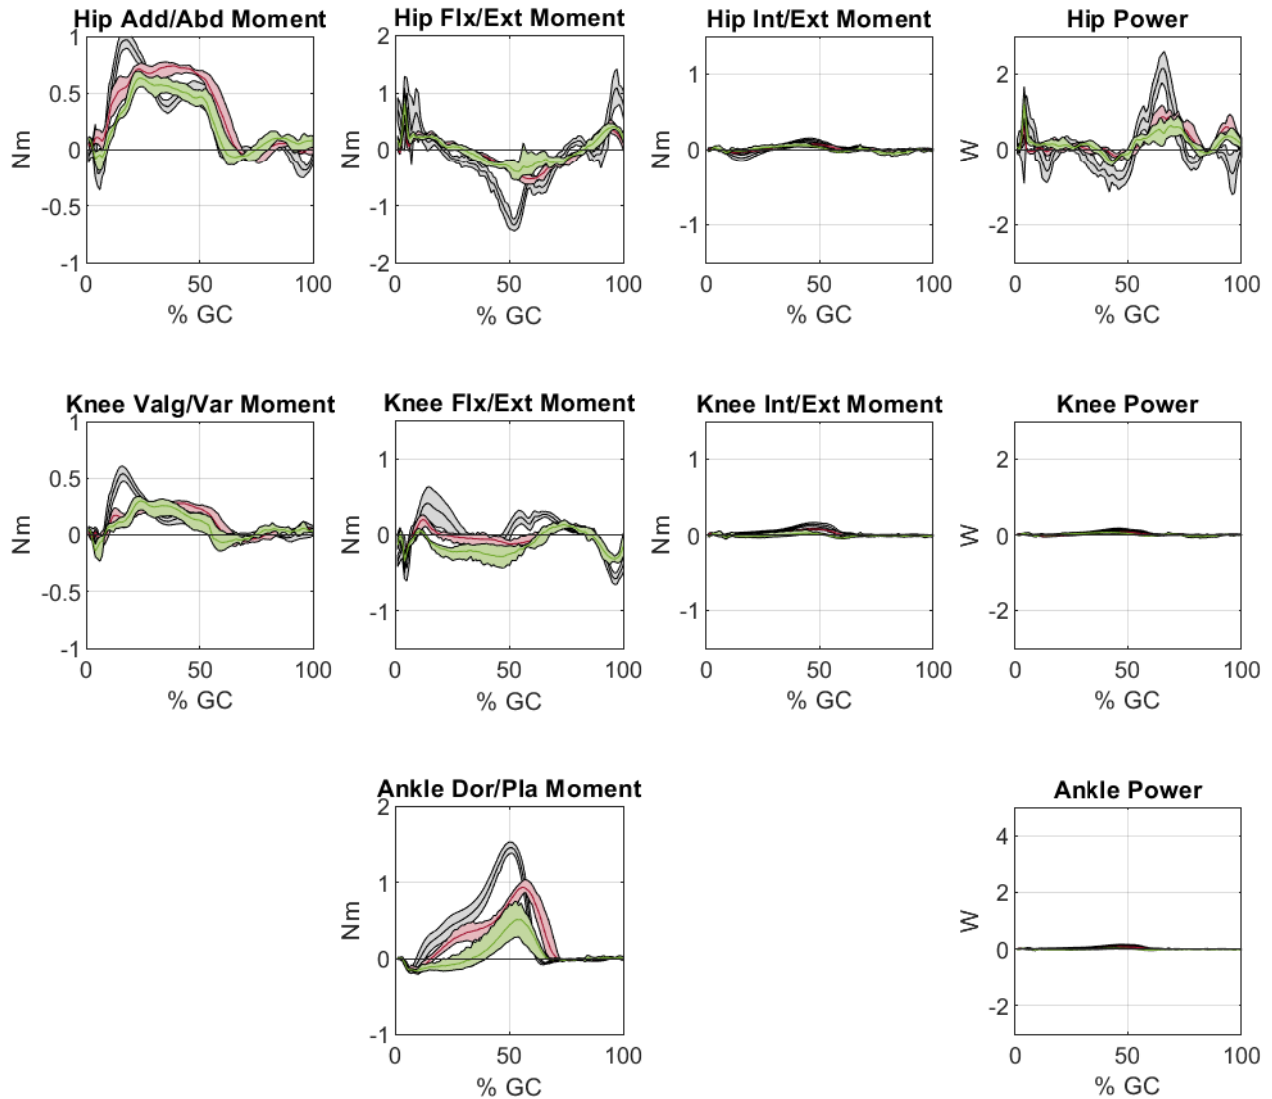 Hip Add/Abd Moment
1
0.5
0
-0.5
-1
Nm
0 50 100
% GC
Hip Flx/Ext Moment
2
1
0
-1
-2
Nm
0 50 100
% GC
Hip Int/Ext Moment
1
0
-1
Nm
0 50 100
% GC
Hip Power
2
0
-2
W
0 50 100
% GC
Knee Valg/Var Moment
1
0.5
0
-0.5
-1
Nm
0 50 100
% GC
Knee Flx/Ext Moment
1
0
-1
Nm
0 50 100
% GC
Knee Int/Ext Moment
1
0
-1
Nm
0 50 100
% GC
Knee Power
2
0
-2
W
0 50 100
% GC
Ankle Dor/Pla Moment
2
1
0
-1
Nm
0 50 100
% GC
Ankle Power
4
2
0
-2
W
0 50 100
% GC